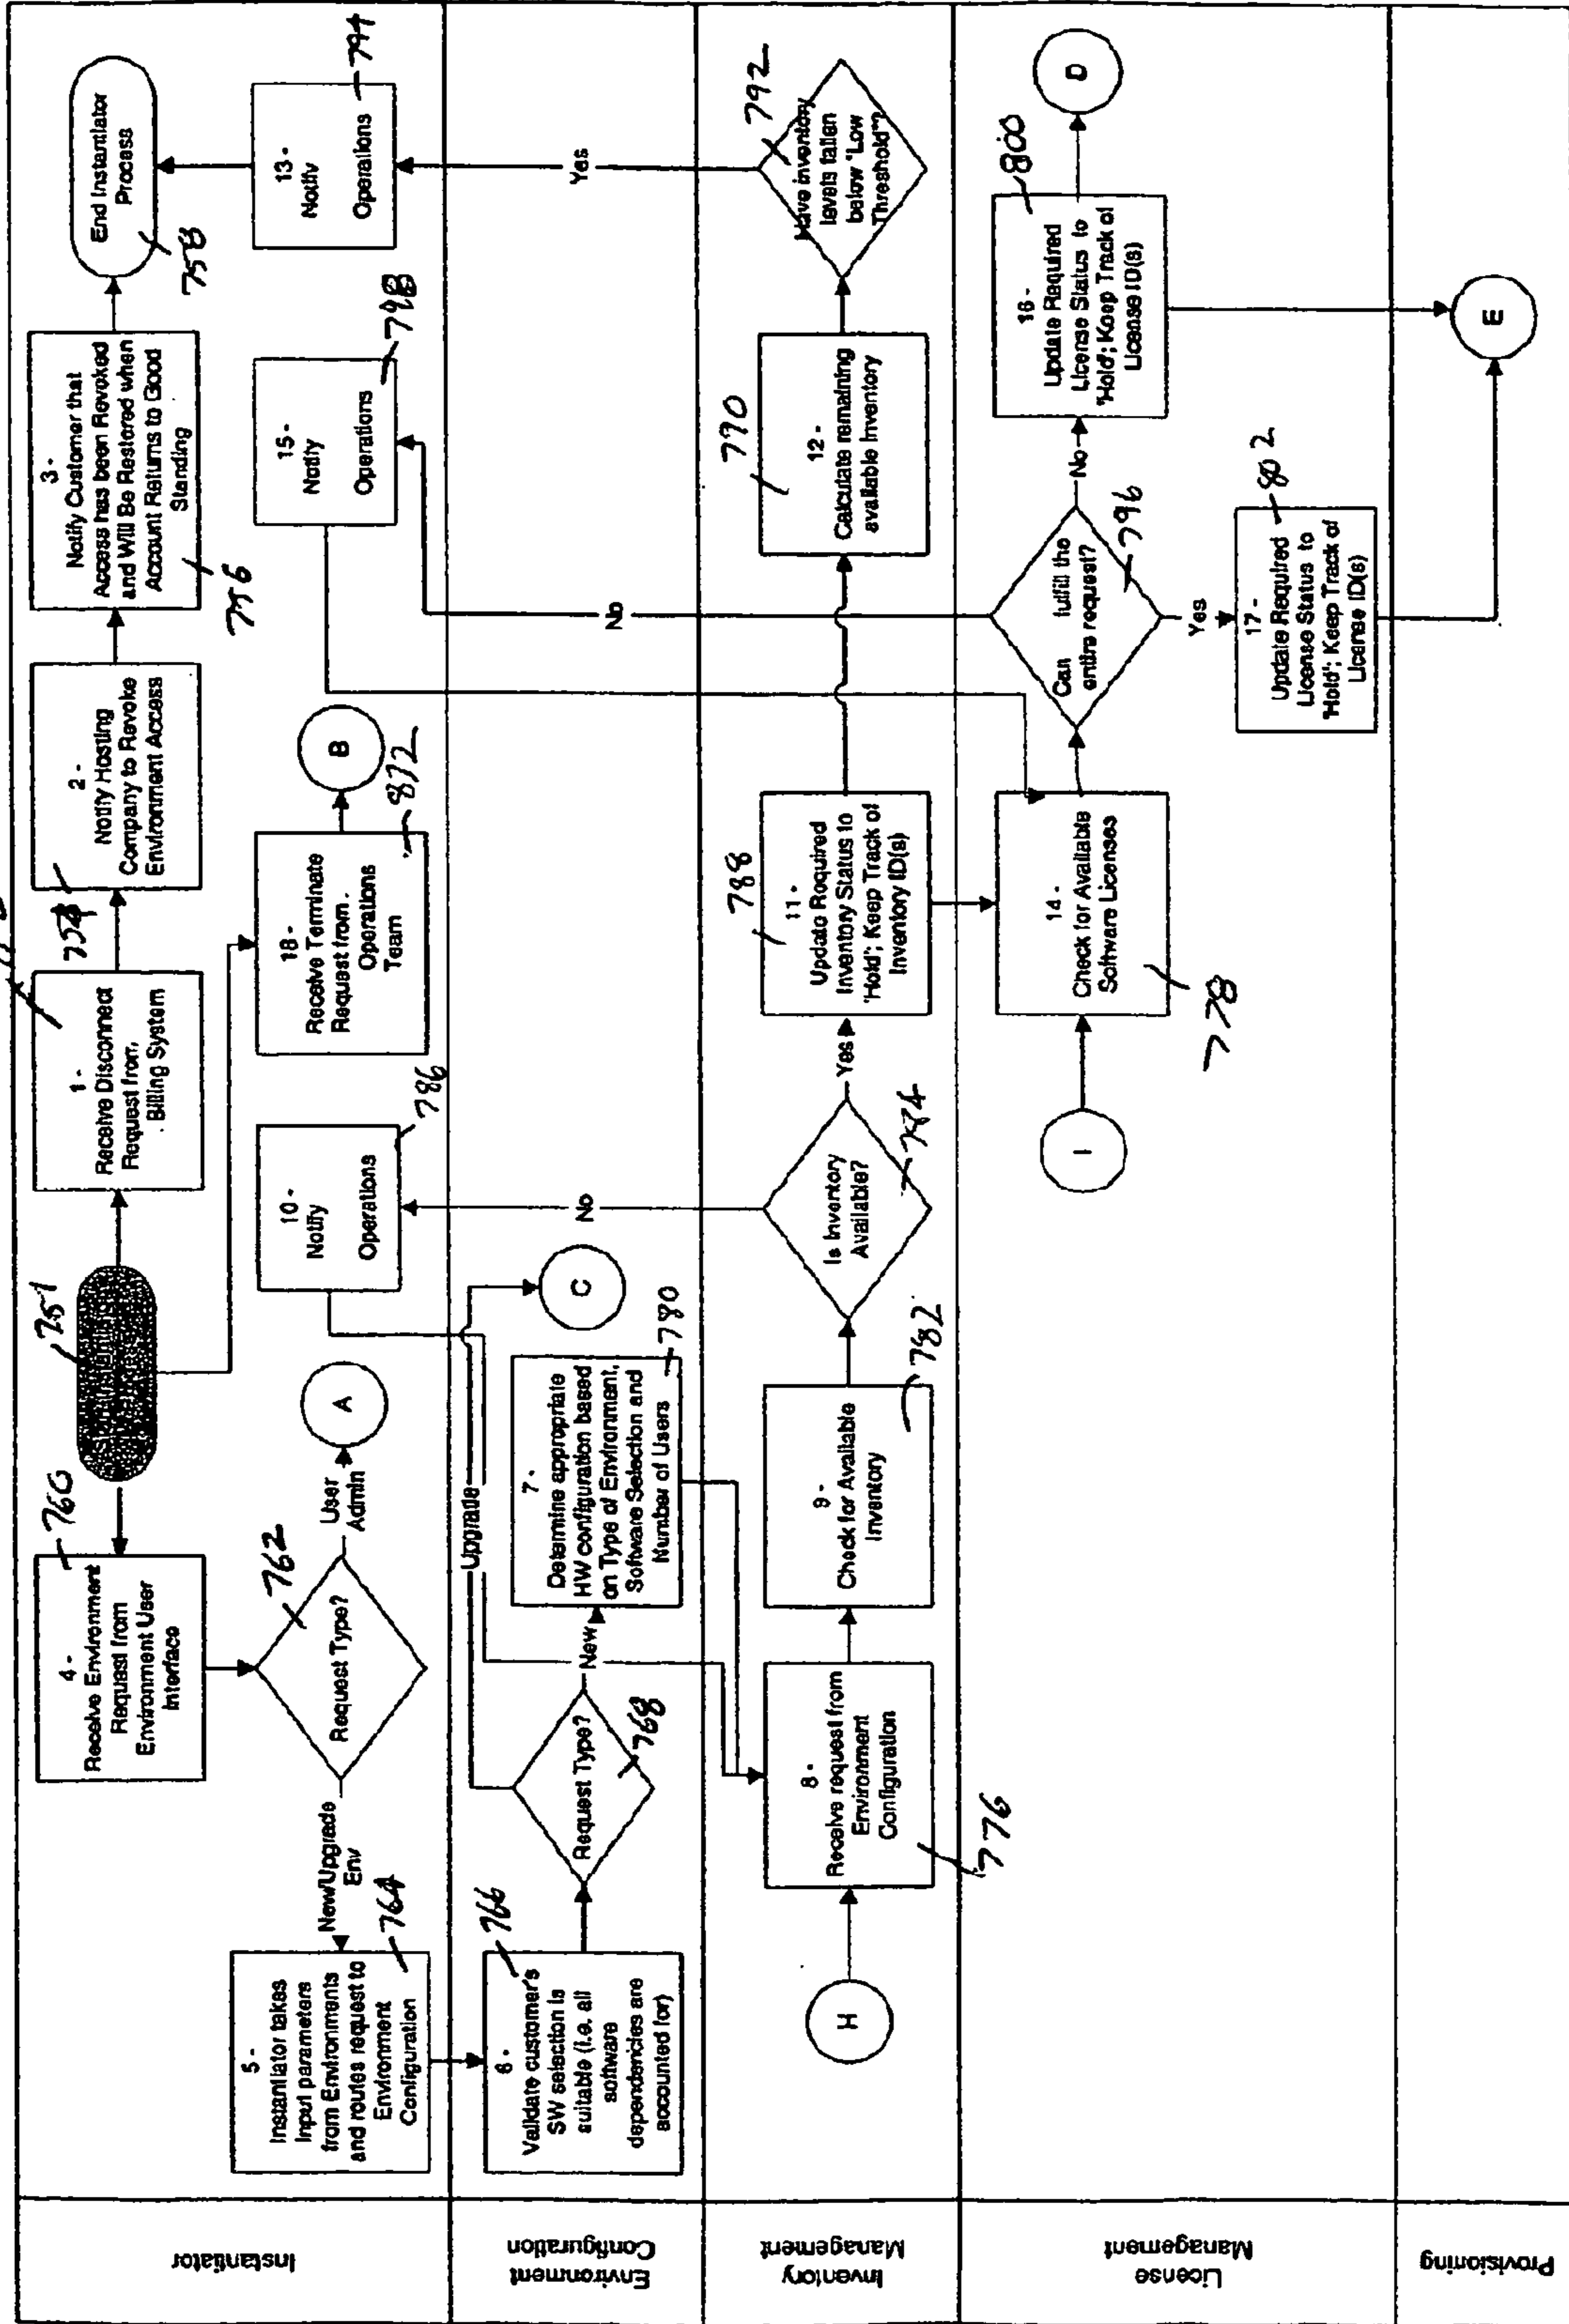 Instantiator
4 -
Receive Environment
Request from
Environment User
Interface
760
751
1 -
Receive Disconnect
Request from
Billing System
2 -
Notify Hosting
Company to Revoke
Environment Access
754
3 -
Notify Customer that
Access has been Revoked
and Will Be Restored when
Account Returns to Good
Standing
756
End Instantiator
Process
758
5 -
Instantiator takes
Input parameters
from Environments
and routes request to
Environment
Configuration
764
New/Upgrade
Env
Request Type?
762
User
Admin
A
10 -
Notify
Operations
786
18 -
Receive Terminate
Request from
Operations
Team
872
B
15 -
Notify
Operations
798
13 -
Notify
Operations
794
Environment
Configuration
6 -
Validate customer's
SW selection is
suitable (i.e. all
software
dependencies are
accounted for)
766
Request Type?
768
Upgrade
New
7 -
Determine appropriate
HW configuration based
on Type of Environment,
Software Selection and
Number of Users
780
C
No
No
Yes
Inventory
Management
H
8 -
Receive request from
Environment
Configuration
776
9 -
Check for Available
Inventory
782
Is Inventory
Available?
784
Yes
11 -
Update Required
Inventory Status to
'Hold'; Keep Track of
Inventory ID(s)
788
12 -
Calculate remaining
available Inventory
790
Have inventory
levels fallen
below "Low
Threshold"?
792
License
Management
I
14 -
Check for Available
Software Licenses
778
Can fulfill the
entire request?
796
No
Yes
16 -
Update Required
License Status to
'Hold'; Keep Track of
License ID(s)
800
D
17 -
Update Required
License Status to
'Hold'; Keep Track of
License ID(s)
802
Provisioning
E